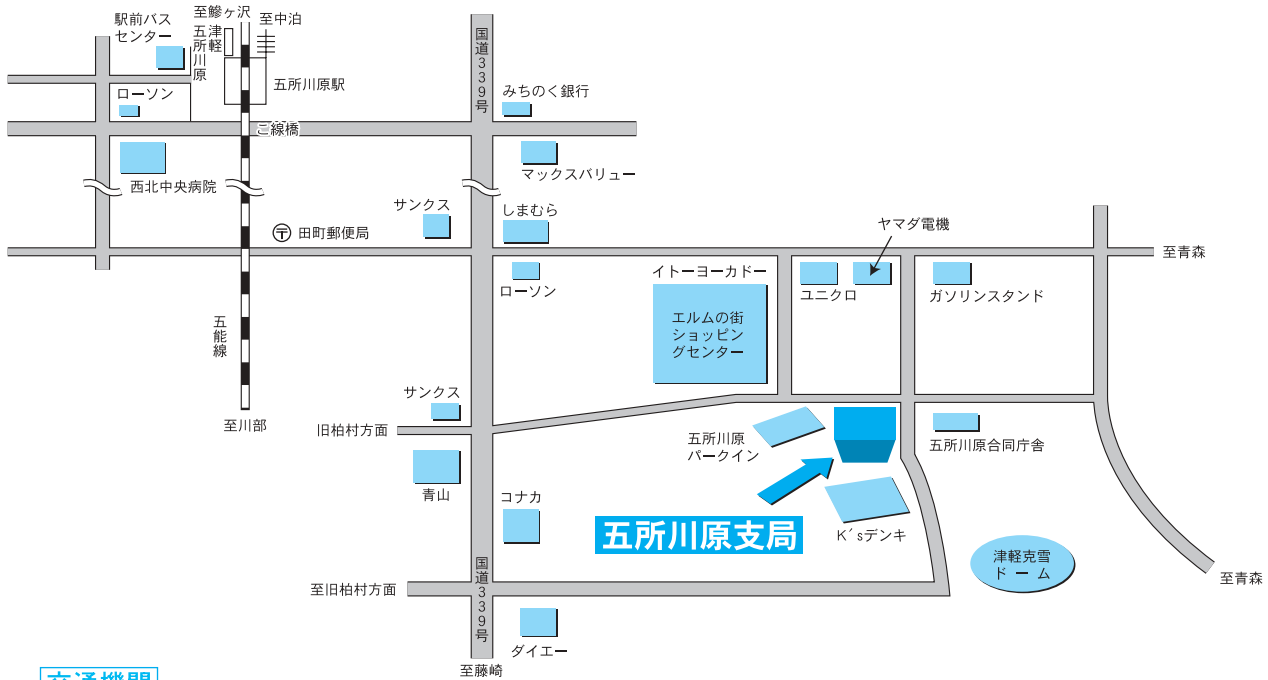 至鰺ヶ沢
駅前バス
センター
津軽
五所川原
至中泊
国道339号
五所川原駅
ローソン
みちのく銀行
こ線橋
西北中央病院
マックスバリュー
サンクス
しまむら
田町郵便局
ヤマダ電機
至青森
イトーヨーカドー
ローソン
ユニクロ
ガソリンスタンド
エルムの街
ショッピン
グセンター
五能線
サンクス
至川部
旧柏村方面
五所川原
パークイン
五所川原合同庁舎
青山
コナカ
五所川原支局
K´sデンキ
津軽克雪
ドーム
至青森
至旧柏村方面
国道339号
ダイエー
至藤崎
交通機関